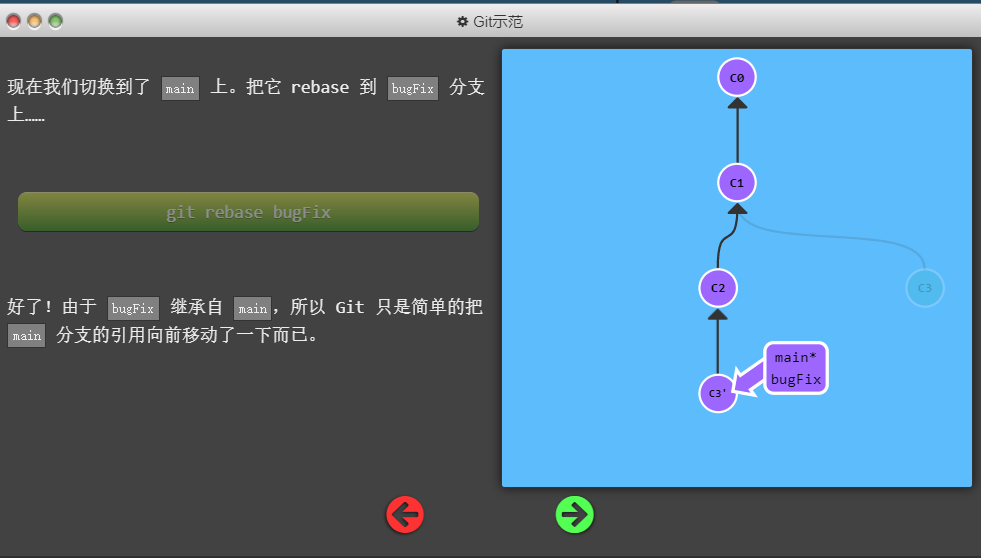 Git示范
现在我们切换到了 main 上。把它 rebase 到 bugFix 分支
上……
git rebase bugFix
好了！由于 bugFix 继承自 main，所以 Git 只是简单的把
main 分支的引用向前移动了一下而已。
C0
C1
C2
C3
main*
bugFix
C3'